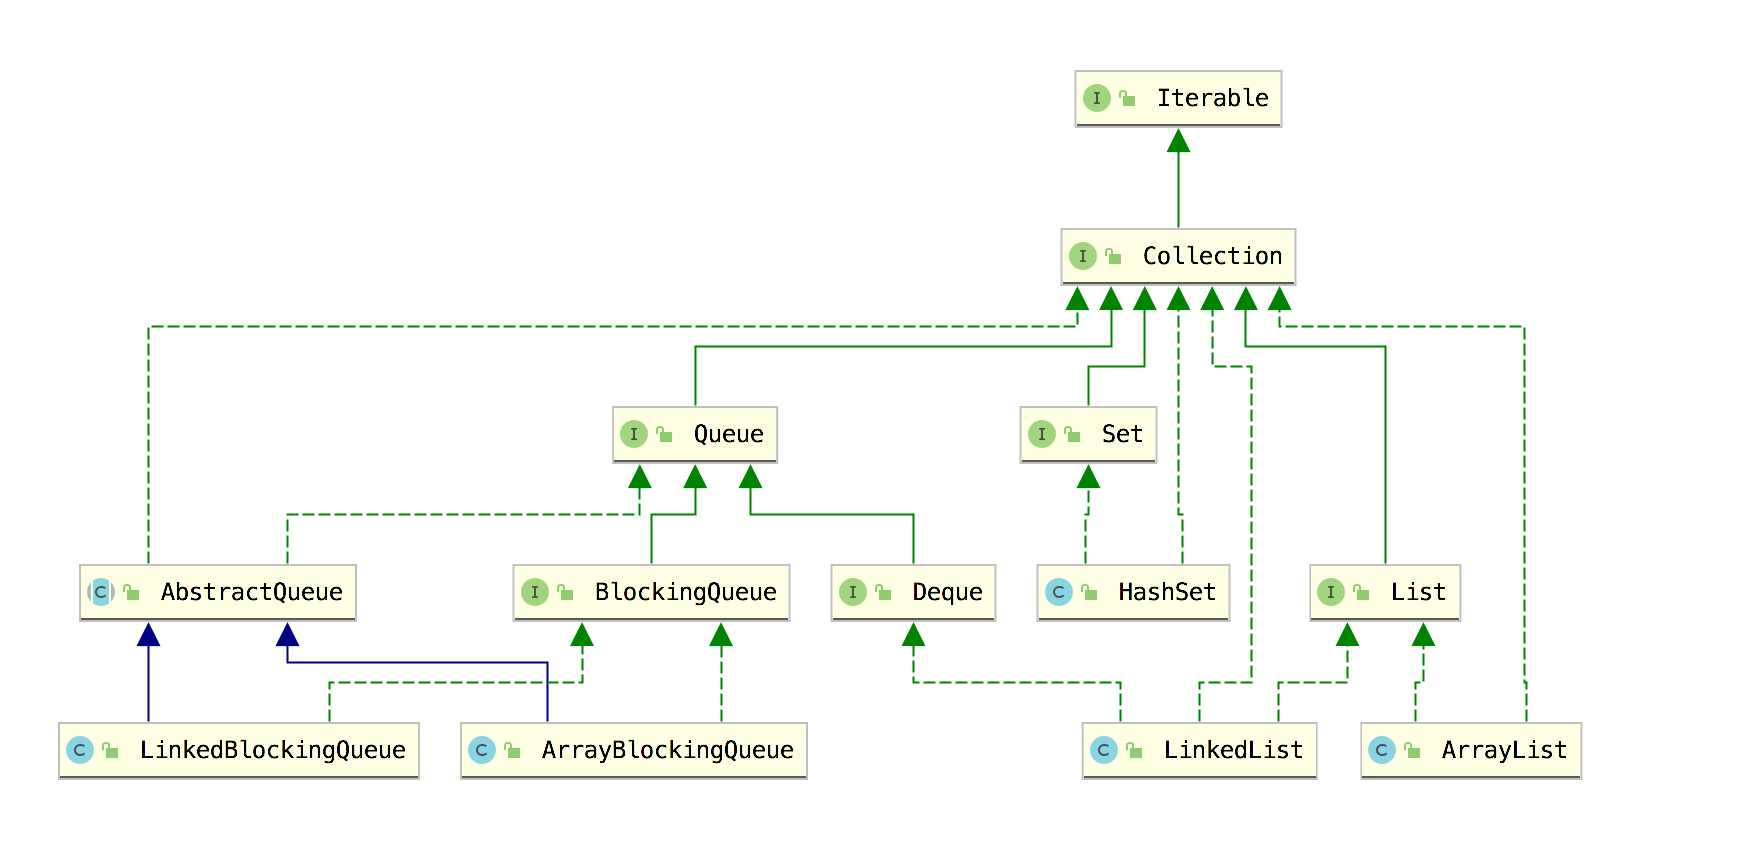 I Iterable
I Collection
I Queue
I Set
C AbstractQueue
I BlockingQueue
I Deque
C HashSet
I List
C LinkedBlockingQueue
C ArrayBlockingQueue
C LinkedList
C ArrayList